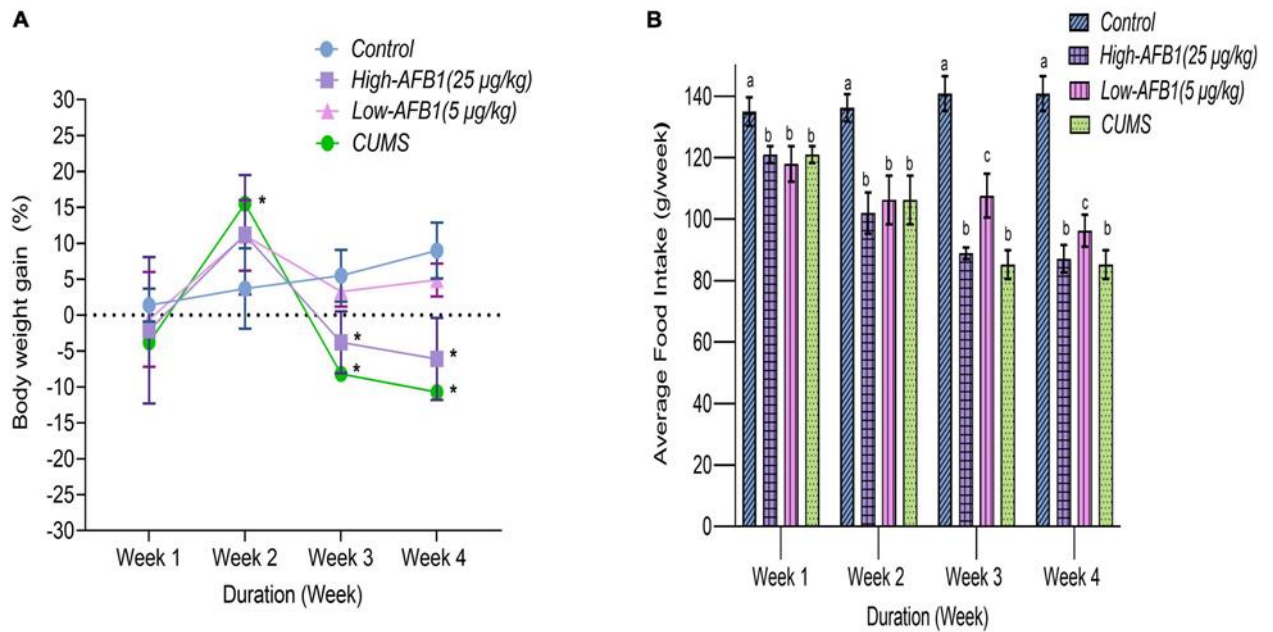 A
Control
High-AFB1(25 µg/kg)
Low-AFB1(5 µg/kg)
CUMS
30
25
20
15
10
5
0
-5
-10
-15
-20
-25
-30
Body weight gain (%)
*
*
*
*
*
Week 1 Week 2 Week 3 Week 4
Duration (Week)
B
Control
High-AFB1(25 µg/kg)
Low-AFB1(5 µg/kg)
CUMS
140
120
100
80
60
40
20
0
Average Food Intake (g/week)
a b b b
a b b b
a b c b
a b c b
Week 1 Week 2 Week 3 Week 4
Duration (Week)